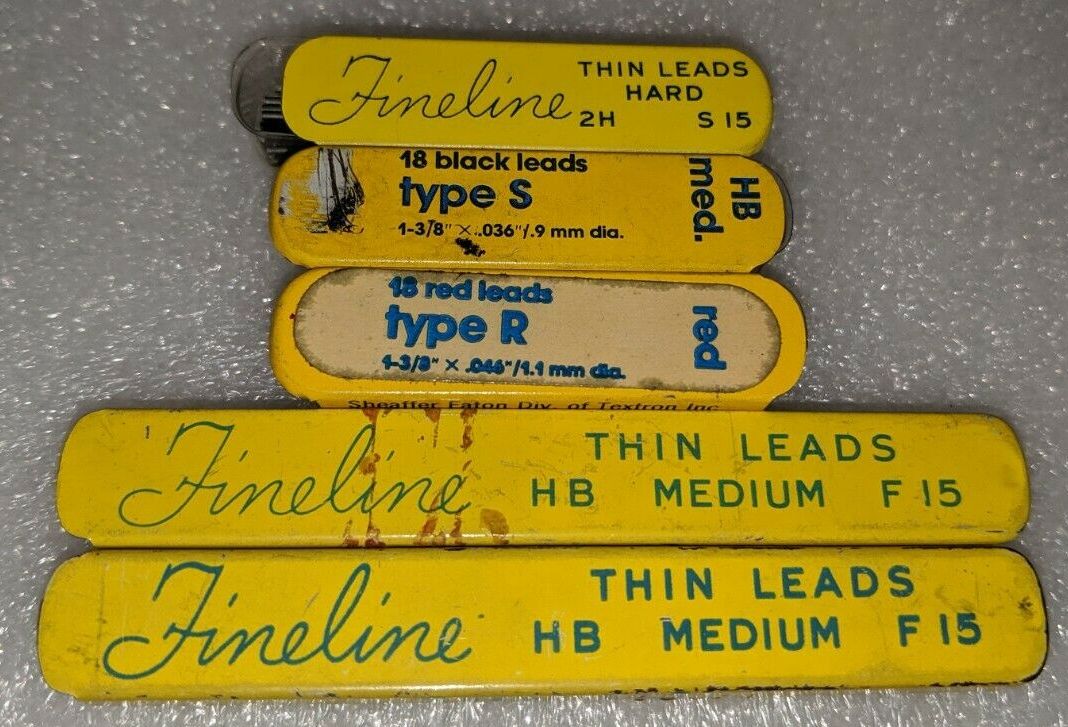 Fineline
THIN LEADS
HARD
2H S 15
18 black leads
type S
1-3/8" × .036"/.9 mm dia.
HB
med.
18 red leads
type R
1-3/8" × .046"/1.1 mm dia.
red
Sheaffer Eaton Div. of Textron Inc
Fineline
THIN LEADS
HB MEDIUM F 15
Fineline
THIN LEADS
HB MEDIUM F 15